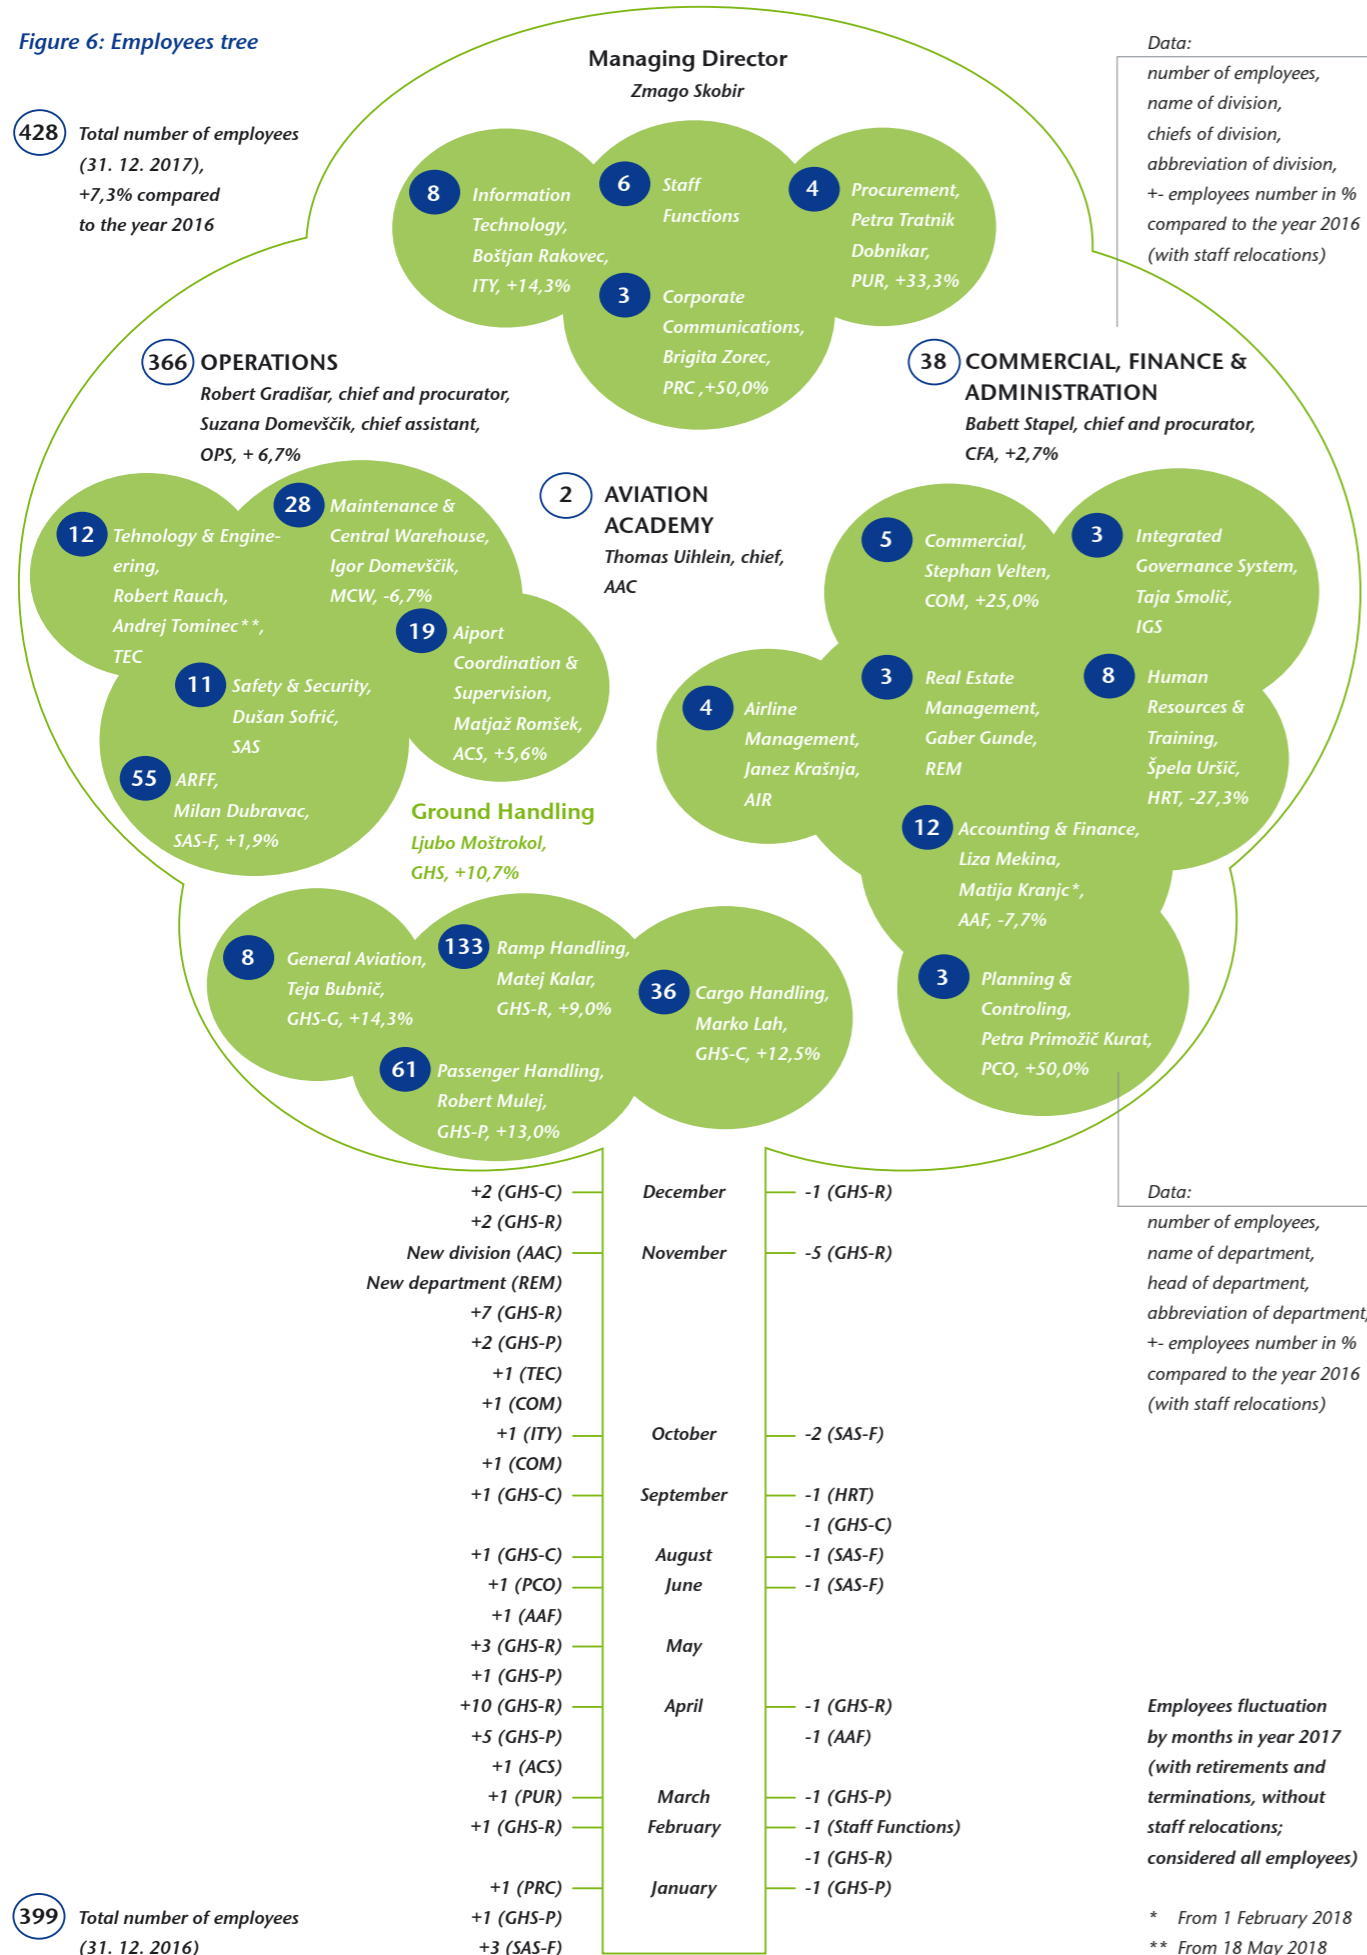 Figure 6: Employees tree
428
Total number of employees
(31. 12. 2017),
+7,3% compared
to the year 2016
Managing Director
Zmago Skobir
Data:
number of employees,
name of division,
chiefs of division,
abbreviation of division,
+- employees number in %
compared to the year 2016
(with staff relocations)
8
Information
Technology,
Boštjan Rakovec,
ITY, +14,3%
6
Staff
Functions
4
Procurement,
Petra Tratnik
Dobnikar,
PUR, +33,3%
3
Corporate
Communications,
Brigita Zorec,
PRC ,+50,0%
366
OPERATIONS
Robert Gradišar, chief and procurator,
Suzana Domevščik, chief assistant,
OPS, + 6,7%
38
COMMERCIAL, FINANCE &
ADMINISTRATION
Babett Stapel, chief and procurator,
CFA, +2,7%
2
AVIATION
ACADEMY
Thomas Uihlein, chief,
AAC
12
Tehnology & Engine-
ering,
Robert Rauch,
Andrej Tominec**,
TEC
28
Maintenance &
Central Warehouse,
Igor Domevščik,
MCW, -6,7%
19
Aiport
Coordination &
Supervision,
Matjaž Romšek,
ACS, +5,6%
11
Safety & Security,
Dušan Sofrić,
SAS
55
ARFF,
Milan Dubravac,
SAS-F, +1,9%
5
Commercial,
Stephan Velten,
COM, +25,0%
3
Integrated
Governance System,
Taja Smolič,
IGS
4
Airline
Management,
Janez Krašnja,
AIR
3
Real Estate
Management,
Gaber Gunde,
REM
8
Human
Resources &
Training,
Špela Uršič,
HRT, -27,3%
12
Accounting & Finance,
Liza Mekina,
Matija Kranjc*,
AAF, -7,7%
3
Planning &
Controling,
Petra Primožič Kurat,
PCO, +50,0%
Ground Handling
Ljubo Moštrokol,
GHS, +10,7%
8
General Aviation,
Teja Bubnič,
GHS-G, +14,3%
133
Ramp Handling,
Matej Kalar,
GHS-R, +9,0%
36
Cargo Handling,
Marko Lah,
GHS-C, +12,5%
61
Passenger Handling,
Robert Mulej,
GHS-P, +13,0%
Data:
number of employees,
name of department,
head of department,
abbreviation of department,
+- employees number in %
compared to the year 2016
(with staff relocations)
+2 (GHS-C) December -1 (GHS-R)
+2 (GHS-R)
New division (AAC) November -5 (GHS-R)
New department (REM)
+7 (GHS-R)
+2 (GHS-P)
+1 (TEC)
+1 (COM)
+1 (ITY) October -2 (SAS-F)
+1 (COM)
+1 (GHS-C) September -1 (HRT)
-1 (GHS-C)
+1 (GHS-C) August -1 (SAS-F)
+1 (PCO) June -1 (SAS-F)
+1 (AAF)
+3 (GHS-R) May
+1 (GHS-P)
+10 (GHS-R) April -1 (GHS-R)
+5 (GHS-P) -1 (AAF)
+1 (ACS)
+1 (PUR) March -1 (GHS-P)
+1 (GHS-R) February -1 (Staff Functions)
-1 (GHS-R)
+1 (PRC) January -1 (GHS-P)
+1 (GHS-P)
+3 (SAS-F)
Employees fluctuation
by months in year 2017
(with retirements and
terminations, without
staff relocations;
considered all employees)
399
Total number of employees
(31. 12. 2016)
* From 1 February 2018
** From 18 May 2018